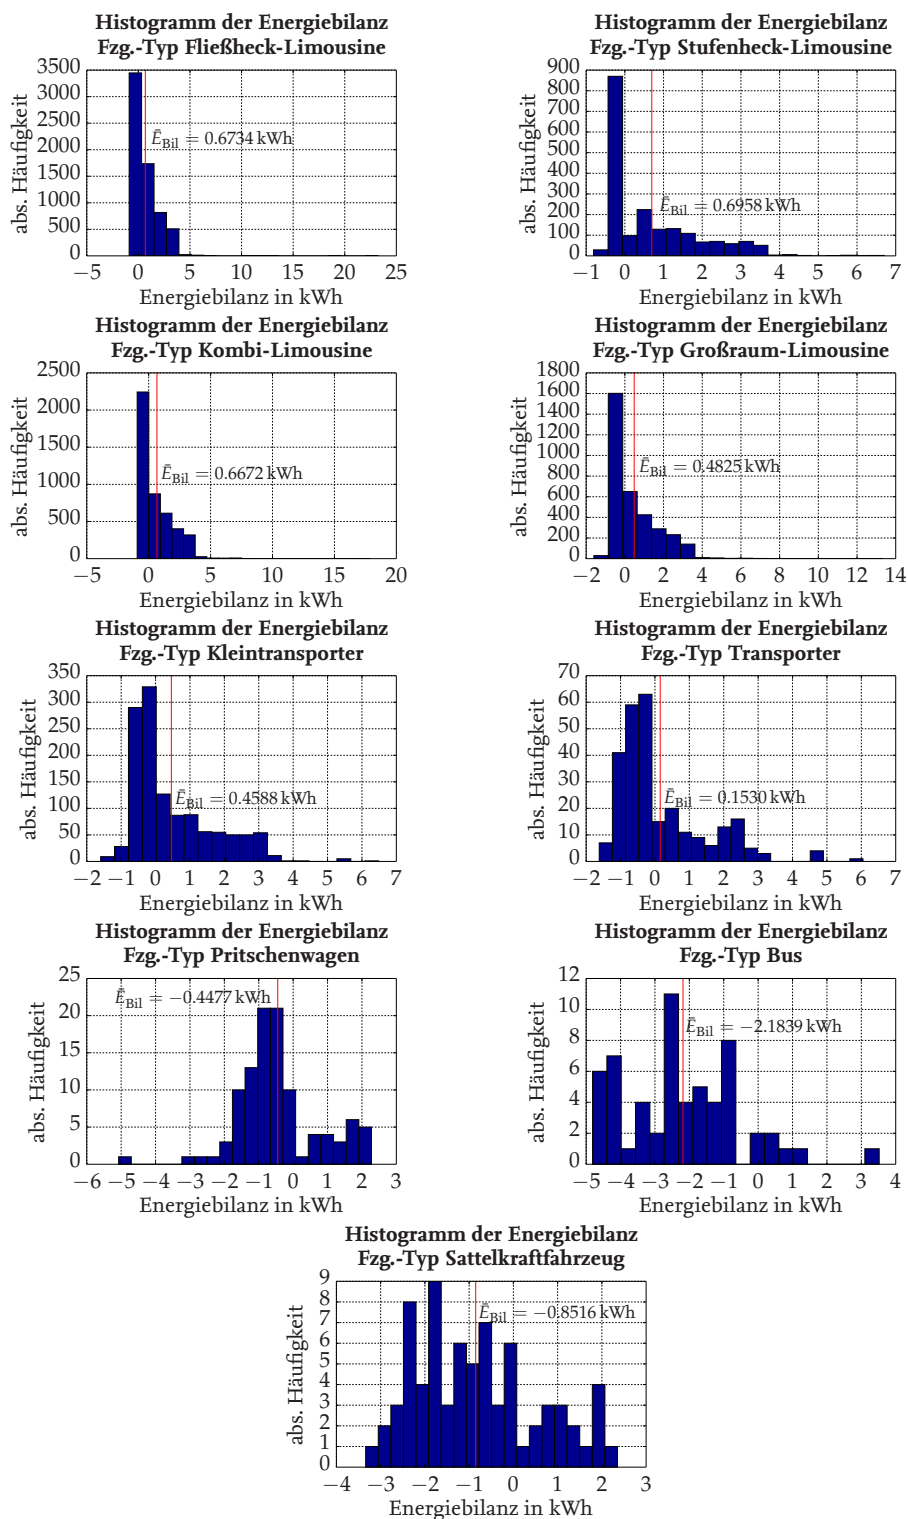 Histogramm der Energiebilanz
Fzg.-Typ Fließheck-Limousine
abs. Häufigkeit
3500
3000
2500
2000
1500
1000
500
0
Ē_Bil = 0.6734 kWh
−5 0 5 10 15 20 25
Energiebilanz in kWh
Histogramm der Energiebilanz
Fzg.-Typ Stufenheck-Limousine
abs. Häufigkeit
900
800
700
600
500
400
300
200
100
0
Ē_Bil = 0.6958 kWh
−1 0 1 2 3 4 5 6 7
Energiebilanz in kWh
Histogramm der Energiebilanz
Fzg.-Typ Kombi-Limousine
abs. Häufigkeit
2500
2000
1500
1000
500
0
Ē_Bil = 0.6672 kWh
−5 0 5 10 15 20
Energiebilanz in kWh
Histogramm der Energiebilanz
Fzg.-Typ Großraum-Limousine
abs. Häufigkeit
1800
1600
1400
1200
1000
800
600
400
200
0
Ē_Bil = 0.4825 kWh
−2 0 2 4 6 8 10 12 14
Energiebilanz in kWh
Histogramm der Energiebilanz
Fzg.-Typ Kleintransporter
abs. Häufigkeit
350
300
250
200
150
100
50
0
Ē_Bil = 0.4588 kWh
−2 −1 0 1 2 3 4 5 6 7
Energiebilanz in kWh
Histogramm der Energiebilanz
Fzg.-Typ Transporter
abs. Häufigkeit
70
60
50
40
30
20
10
0
Ē_Bil = 0.1530 kWh
−2 −1 0 1 2 3 4 5 6 7
Energiebilanz in kWh
Histogramm der Energiebilanz
Fzg.-Typ Pritschenwagen
abs. Häufigkeit
25
20
15
10
5
0
Ē_Bil = −0.4477 kWh
−6 −5 −4 −3 −2 −1 0 1 2 3
Energiebilanz in kWh
Histogramm der Energiebilanz
Fzg.-Typ Bus
abs. Häufigkeit
12
10
8
6
4
2
0
Ē_Bil = −2.1839 kWh
−5 −4 −3 −2 −1 0 1 2 3 4
Energiebilanz in kWh
Histogramm der Energiebilanz
Fzg.-Typ Sattelkraftfahrzeug
abs. Häufigkeit
9
8
7
6
5
4
3
2
1
0
Ē_Bil = −0.8516 kWh
−4 −3 −2 −1 0 1 2 3
Energiebilanz in kWh